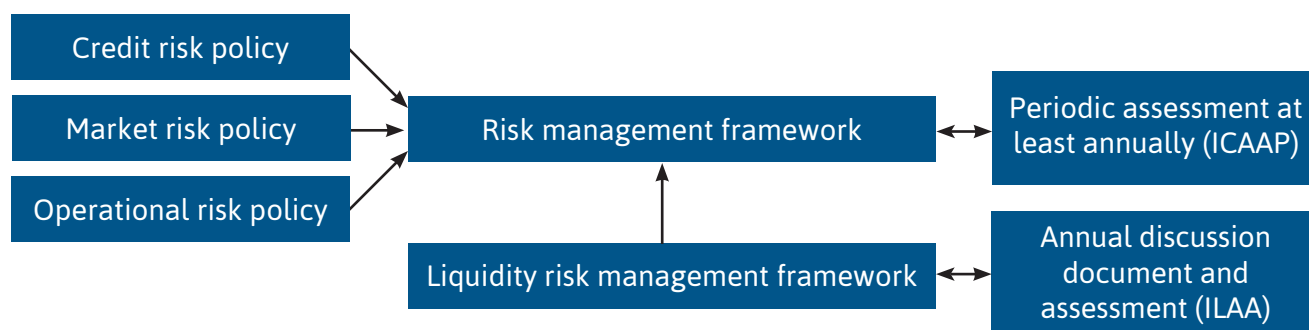 Credit risk policy
Market risk policy
Operational risk policy
Risk management framework
Liquidity risk management framework
Periodic assessment at
least annually (ICAAP)
Annual discussion
document and
assessment (ILAA)